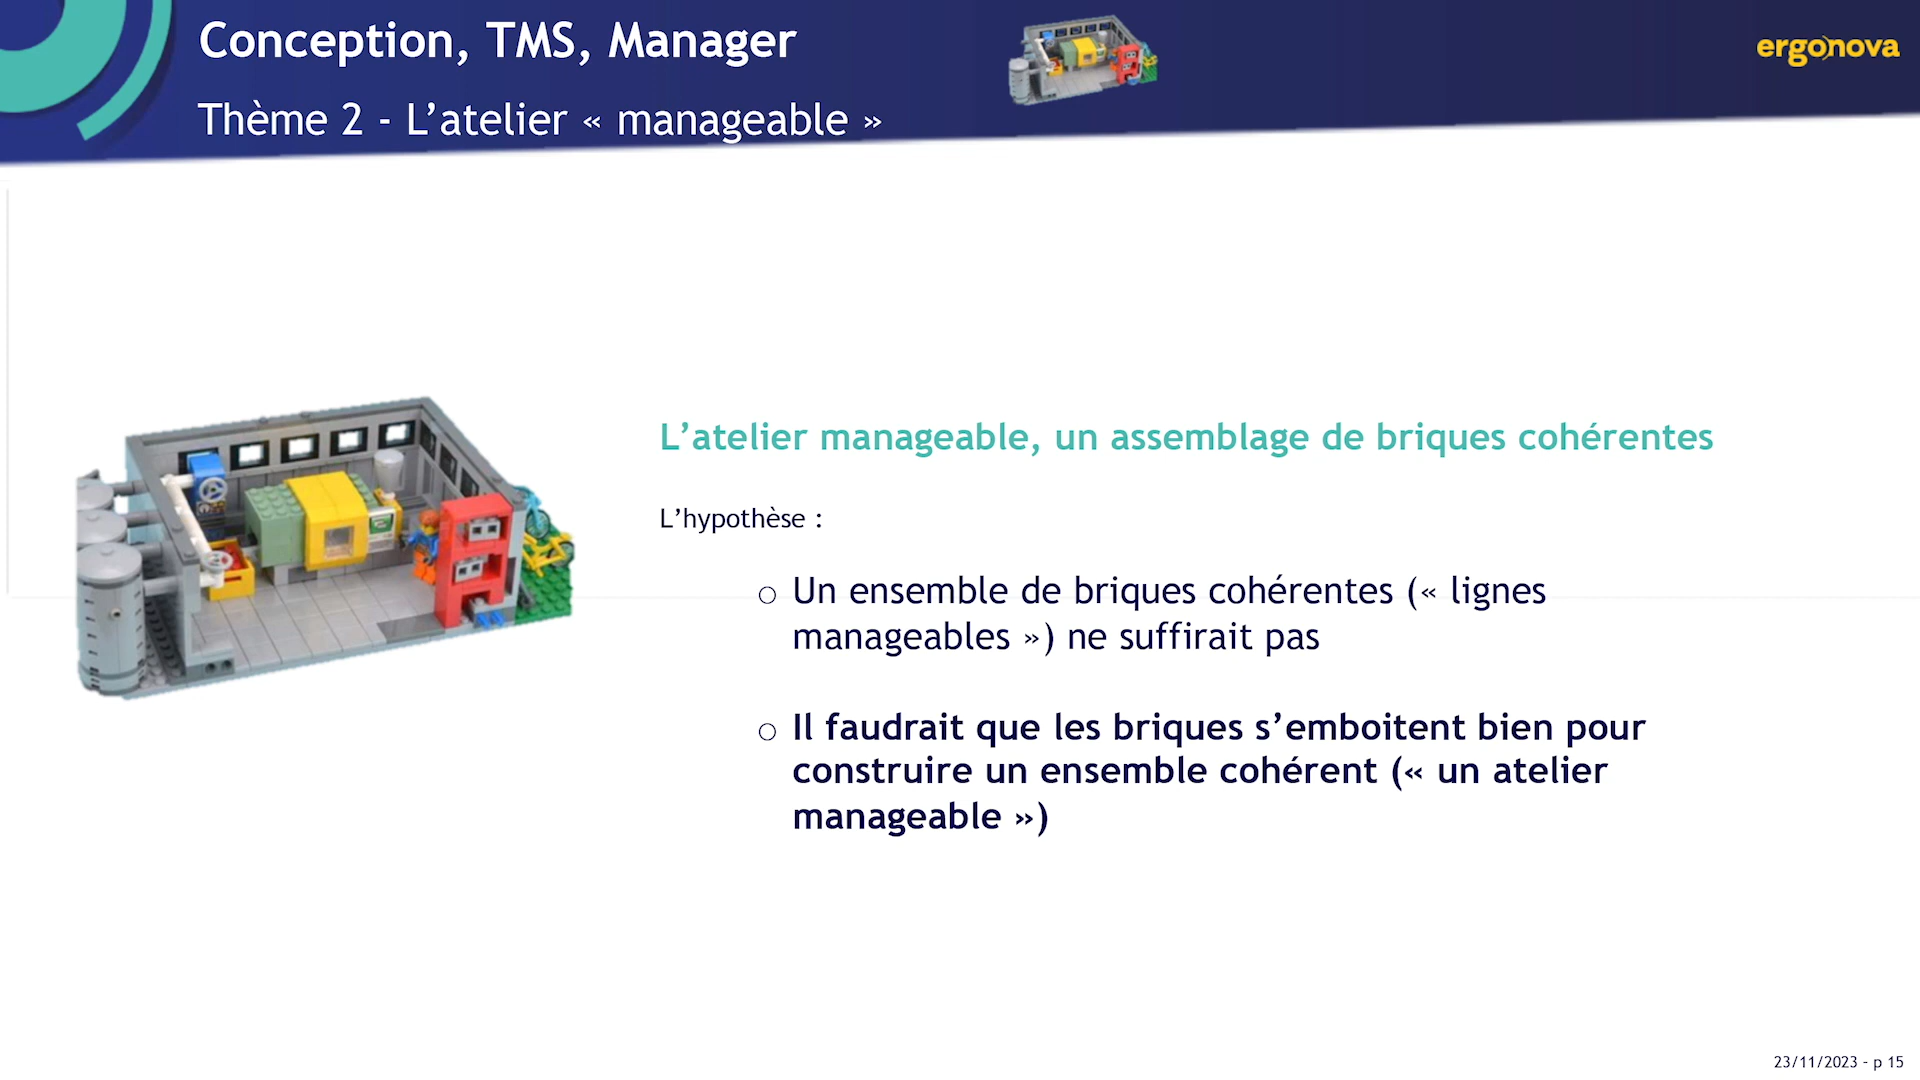 Conception, TMS, Manager
Thème 2 - L’atelier « manageable »
ergonova
L’atelier manageable, un assemblage de briques cohérentes
L’hypothèse :
o Un ensemble de briques cohérentes (« lignes
manageables ») ne suffirait pas
o Il faudrait que les briques s’emboitent bien pour
construire un ensemble cohérent (« un atelier
manageable »)
23/11/2023 - p 15